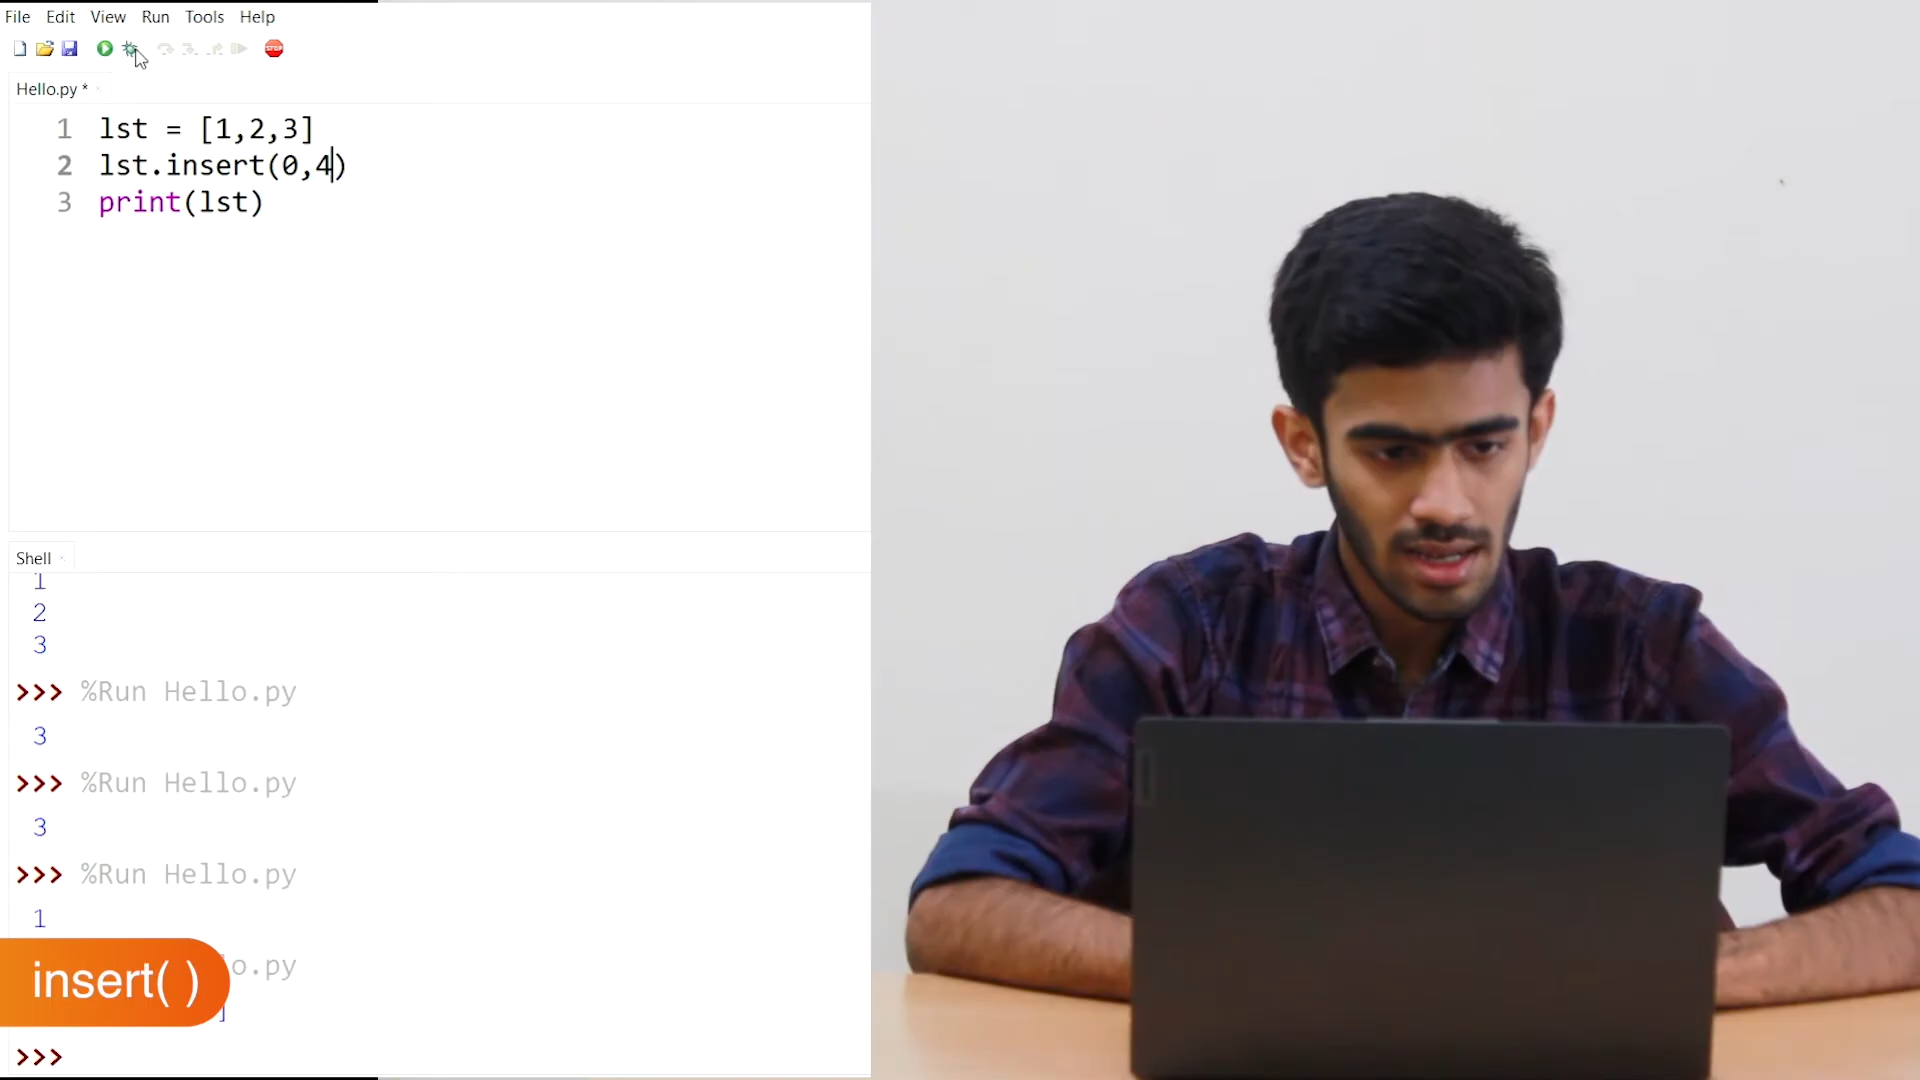 File Edit View Run Tools Help
STOP
Hello.py *
1 lst = [1,2,3]
2 lst.insert(0,4)
3 print(lst)
Shell
1
2
3
>>> %Run Hello.py
3
>>> %Run Hello.py
3
>>> %Run Hello.py
1
o.py
]
insert( )
>>>